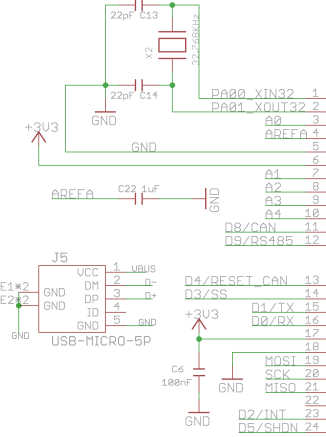 22pF C13
X2
32.768KHz
PA00_XIN32 1
22pF C14
PA01_XOUT32 2
GND
A0 3
+3V3
AREFA 4
GND 5
6
A1 7
AREFA C22 1uF GND
A2 8
A3 9
A4 10
D8/CAN 11
D9/RS485 12
J5
VCC 1 VBUS
DM 2 D-
DP 3 D+
ID 4
GND 5 GND
E1*2 GND
E2*2 GND
GND
USB-MICRO-5P
D4/RESET_CAN 13
D3/SS 14
D1/TX 15
+3V3
D0/RX 16
17
18
C6
100nF
GND
MOSI 19
SCK 20
MISO 21
22
D2/INT 23
GND
D5/SHDN 24